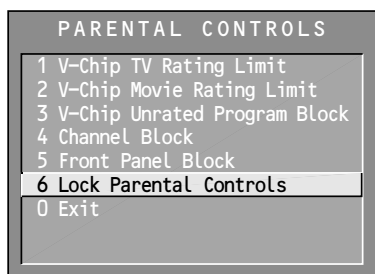 PARENTAL CONTROLS
1 V-Chip TV Rating Limit
2 V-Chip Movie Rating Limit
3 V-Chip Unrated Program Block
4 Channel Block
5 Front Panel Block
6 Lock Parental Controls
0 Exit